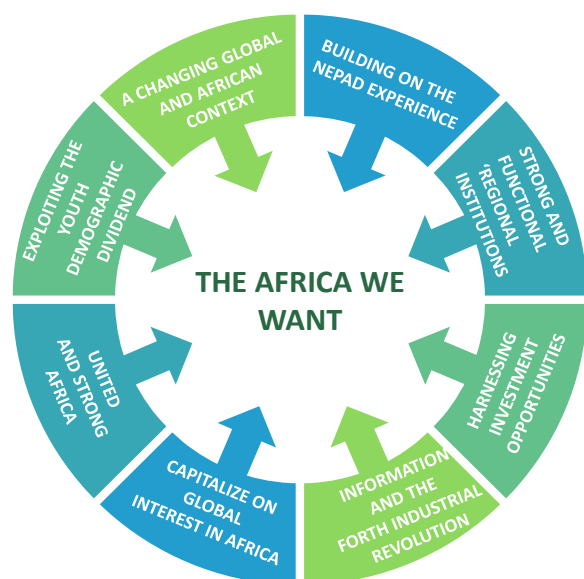 A CHANGING GLOBAL
AND AFRICAN
CONTEXT
BUILDING ON THE
NEPAD EXPERIENCE
STRONG AND
FUNCTIONAL
‘REGIONAL
INSTITUTIONS
HARNESSING
INVESTMENT
OPPORTUNITIES
INFORMATION
AND THE
FORTH INDUSTRIAL
REVOLUTION
CAPITALIZE ON
GLOBAL
INTEREST IN AFRICA
UNITED
AND STRONG
AFRICA
EXPLOITING THE
YOUTH
DEMOGRAPHIC
DIVIDEND
THE AFRICA WE
WANT